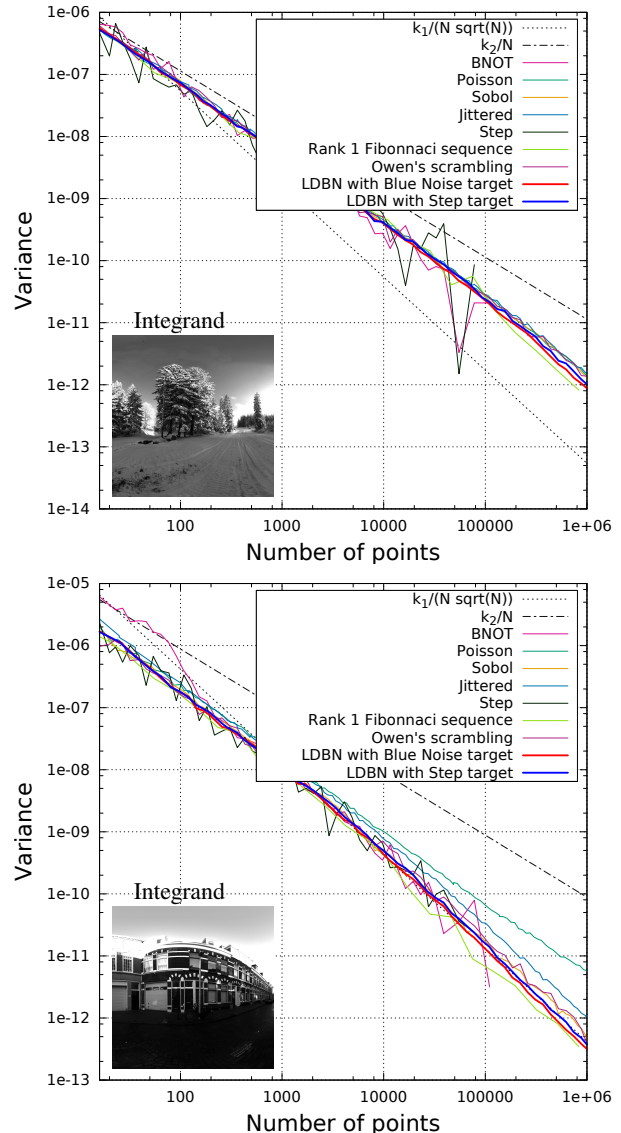 1e-06
1e-07
1e-08
1e-09
1e-10
1e-11
1e-12
1e-13
1e-14
Variance
k1/(N sqrt(N))
k2/N
BNOT
Poisson
Sobol
Jittered
Step
Rank 1 Fibonnaci sequence
Owen's scrambling
LDBN with Blue Noise target
LDBN with Step target
Integrand
100 1000 10000 100000 1e+06
Number of points
1e-05
1e-06
1e-07
1e-08
1e-09
1e-10
1e-11
1e-12
1e-13
Variance
k1/(N sqrt(N))
k2/N
BNOT
Poisson
Sobol
Jittered
Step
Rank 1 Fibonnaci sequence
Owen's scrambling
LDBN with Blue Noise target
LDBN with Step target
Integrand
100 1000 10000 100000 1e+06
Number of points